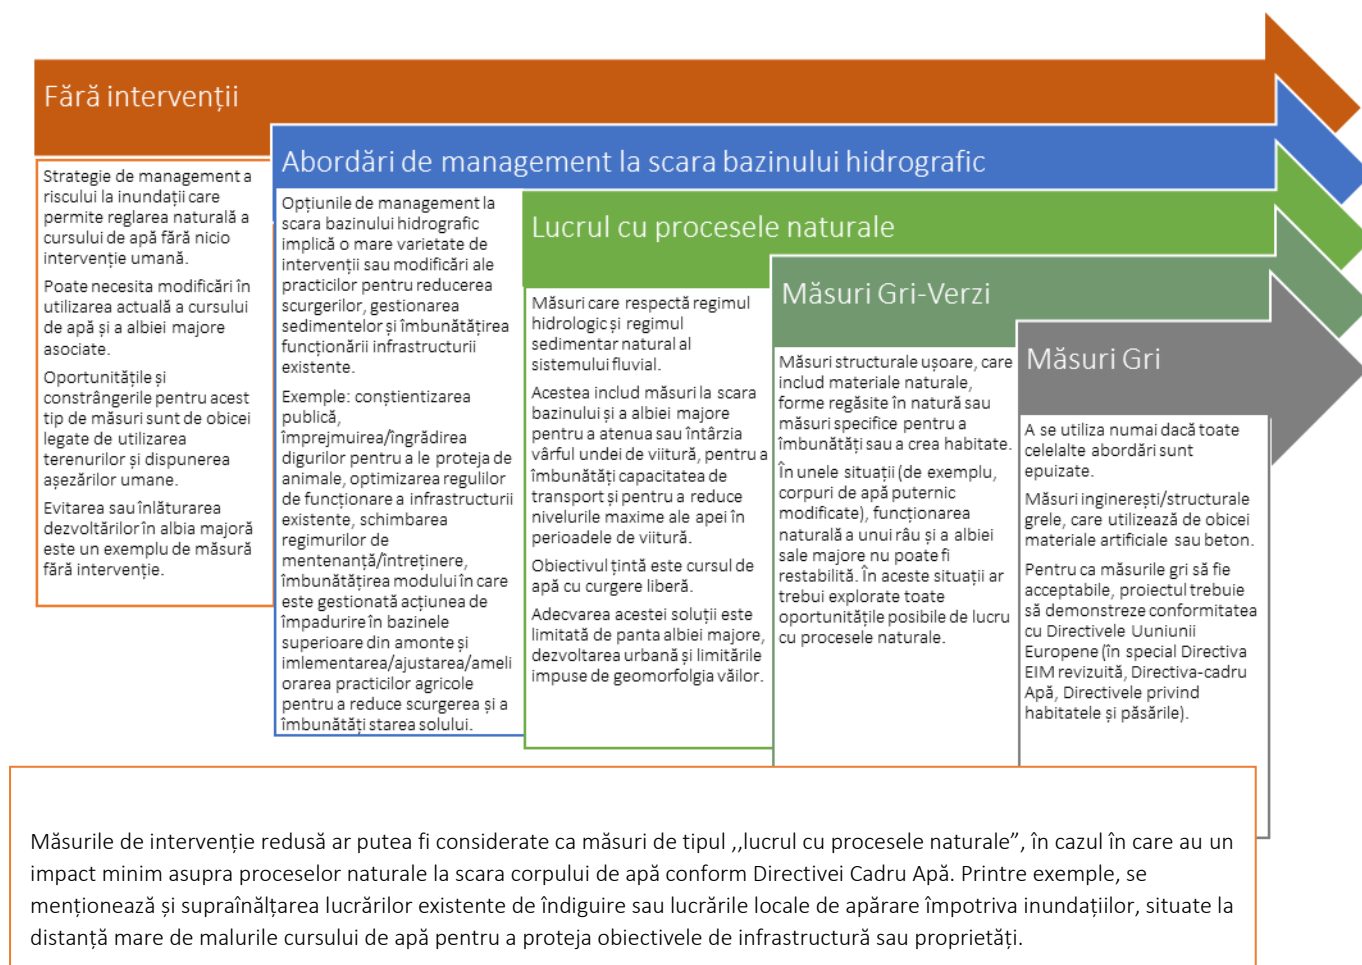 Fără intervenții
Strategie de management a
riscului la inundații care
permite reglarea naturală a
cursului de apă fără nicio
intervenție umană.
Poate necesita modificări în
utilizarea actuală a cursului
de apă și a albiei majore
asociate.
Oportunitățile și
constrângerile pentru acest
tip de măsuri sunt de obicei
legate de utilizarea
terenurilor și dispunerea
așezărilor umane.
Evitarea sau înlăturarea
dezvoltărilor în albia majoră
este un exemplu de măsură
fără intervenție.
Abordări de management la scara bazinului hidrografic
Opțiunile de management la
scara bazinului hidrografic
implică o mare varietate de
intervenții sau modificări ale
practicilor pentru reducerea
scurgerilor, gestionarea
sedimentelor și îmbunătățirea
funcționării infrastructurii
existente.
Exemple: conștientizarea
publică,
împrejmuirea/îngrădirea
digurilor pentru a le proteja de
animale, optimizarea regulilor
de funcționare a infrastructurii
existente, schimbarea
regimurilor de
mentenanță/întreținere,
îmbunătățirea modului în care
este gestionată acțiunea de
împadurire în bazinele
superioare din amonte și
imlementarea/ajustarea/ameli
orarea practicilor agricole
pentru a reduce scurgerea și a
îmbunătăți starea solului.
Lucrul cu procesele naturale
Măsuri care respectă regimul
hidrologic și regimul
sedimentar natural al
sistemului fluvial.
Acestea includ măsuri la scara
bazinului și a albiei majore
pentru a atenua sau întârzia
vârful undei de viitură, pentru a
îmbunătăți capacitatea de
transport și pentru a reduce
nivelurile maxime ale apei în
perioadele de viitură.
Obiectivul țintă este cursul de
apă cu curgere liberă.
Adecvarea acestei soluții este
limitată de panta albiei majore,
dezvoltarea urbană și limitările
impuse de geomorfolgia văilor.
Măsuri Gri-Verzi
Măsuri structurale ușoare, care
includ materiale naturale,
forme regăsite în natură sau
măsuri specifice pentru a
îmbunătăți sau a crea habitate.
În unele situații (de exemplu,
corpuri de apă puternic
modificate), funcționarea
naturală a unui râu și a albiei
sale majore nu poate fi
restabilită. În aceste situații ar
trebui explorate toate
oportunitățile posibile de lucru
cu procesele naturale.
Măsuri Gri
A se utiliza numai dacă toate
celelalte abordări sunt
epuizate.
Măsuri inginerești/structurale
grele, care utilizează de obicei
materiale artificiale sau beton.
Pentru ca măsurile gri să fie
acceptabile, proiectul trebuie
să demonstreze conformitatea
cu Directivele Uuniunii
Europene (în special Directiva
EIM revizuită, Directiva-cadru
Apă, Directivele privind
habitatele și păsările).
Măsurile de intervenție redusă ar putea fi considerate ca măsuri de tipul ,,lucrul cu procesele naturale”, în cazul în care au un
impact minim asupra proceselor naturale la scara corpului de apă conform Directivei Cadru Apă. Printre exemple, se
menționează și supraînălțarea lucrărilor existente de îndiguire sau lucrările locale de apărare împotriva inundațiilor, situate la
distanță mare de malurile cursului de apă pentru a proteja obiectivele de infrastructură sau proprietăți.